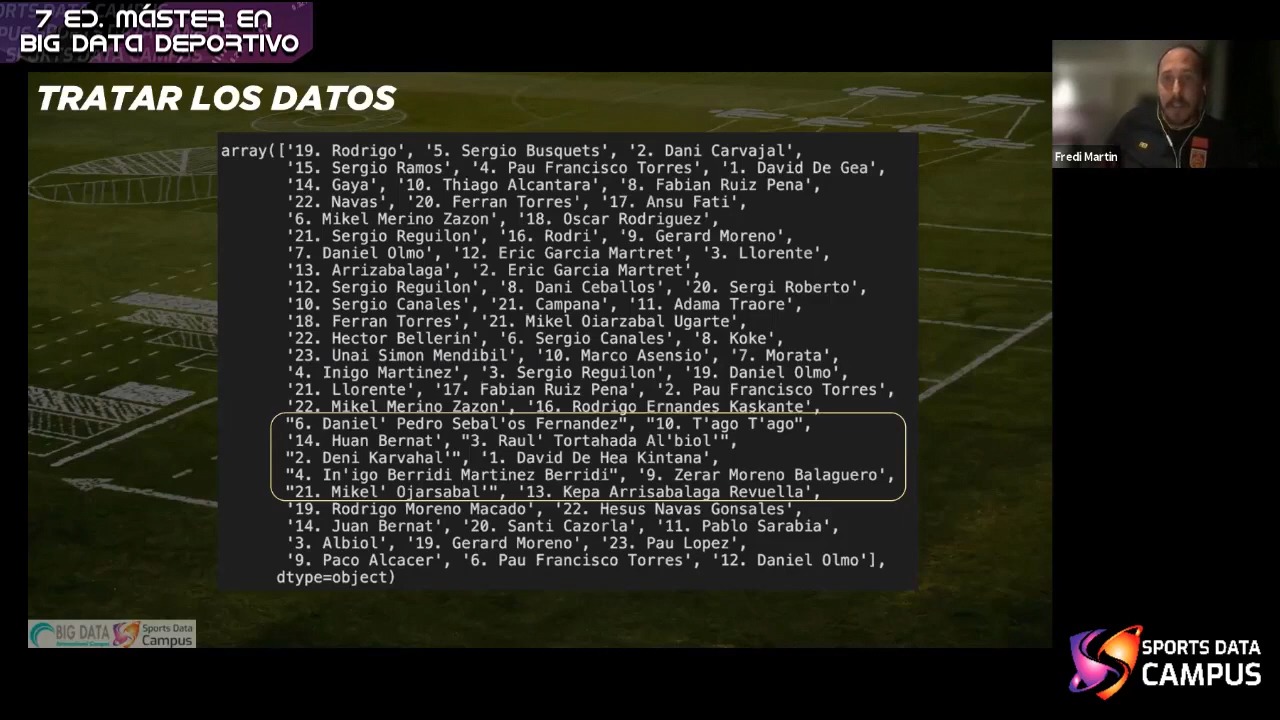 7 ED. MÁSTER EN
BIG DATA DEPORTIVO
TRATAR LOS DATOS
array(['19. Rodrigo', '5. Sergio Busquets', '2. Dani Carvajal',
'15. Sergio Ramos', '4. Pau Francisco Torres', '1. David De Gea',
'14. Gaya', '10. Thiago Alcantara', '8. Fabian Ruiz Pena',
'22. Navas', '20. Ferran Torres', '17. Ansu Fati',
'6. Mikel Merino Zazon', '18. Oscar Rodriguez',
'21. Sergio Reguilon', '16. Rodri', '9. Gerard Moreno',
'7. Daniel Olmo', '12. Eric Garcia Martret', '3. Llorente',
'13. Arrizabalaga', '2. Eric Garcia Martret',
'12. Sergio Reguilon', '8. Dani Ceballos', '20. Sergi Roberto',
'10. Sergio Canales', '21. Campana', '11. Adama Traore',
'18. Ferran Torres', '21. Mikel Oiarzabal Ugarte',
'22. Hector Bellerin', '6. Sergio Canales', '8. Koke',
'23. Unai Simon Mendibil', '10. Marco Asensio', '7. Morata',
'4. Inigo Martinez', '3. Sergio Reguilon', '19. Daniel Olmo',
'21. Llorente', '17. Fabian Ruiz Pena', '2. Pau Francisco Torres',
'22. Mikel Merino Zazon', '16. Rodrigo Ernandes Kaskante',
"6. Daniel' Pedro Sebal'os Fernandez", "10. T'ago T'ago",
'14. Huan Bernat', "3. Raul' Tortahada Al'biol'",
"2. Deni Karvahal'", '1. David De Hea Kintana',
"4. In'igo Berridi Martinez Berridi", '9. Zerar Moreno Balaguero',
"21. Mikel' Ojarsabal'", '13. Kepa Arrisabalaga Revuella',
'19. Rodrigo Moreno Macado', '22. Hesus Navas Gonsales',
'14. Juan Bernat', '20. Santi Cazorla', '11. Pablo Sarabia',
'3. Albiol', '19. Gerard Moreno', '23. Pau Lopez',
'9. Paco Alcacer', '6. Pau Francisco Torres', '12. Daniel Olmo'],
dtype=object)
Fredi Martin
BIG DATA
Sports Data
Campus
SPORTS DATA
CAMPUS